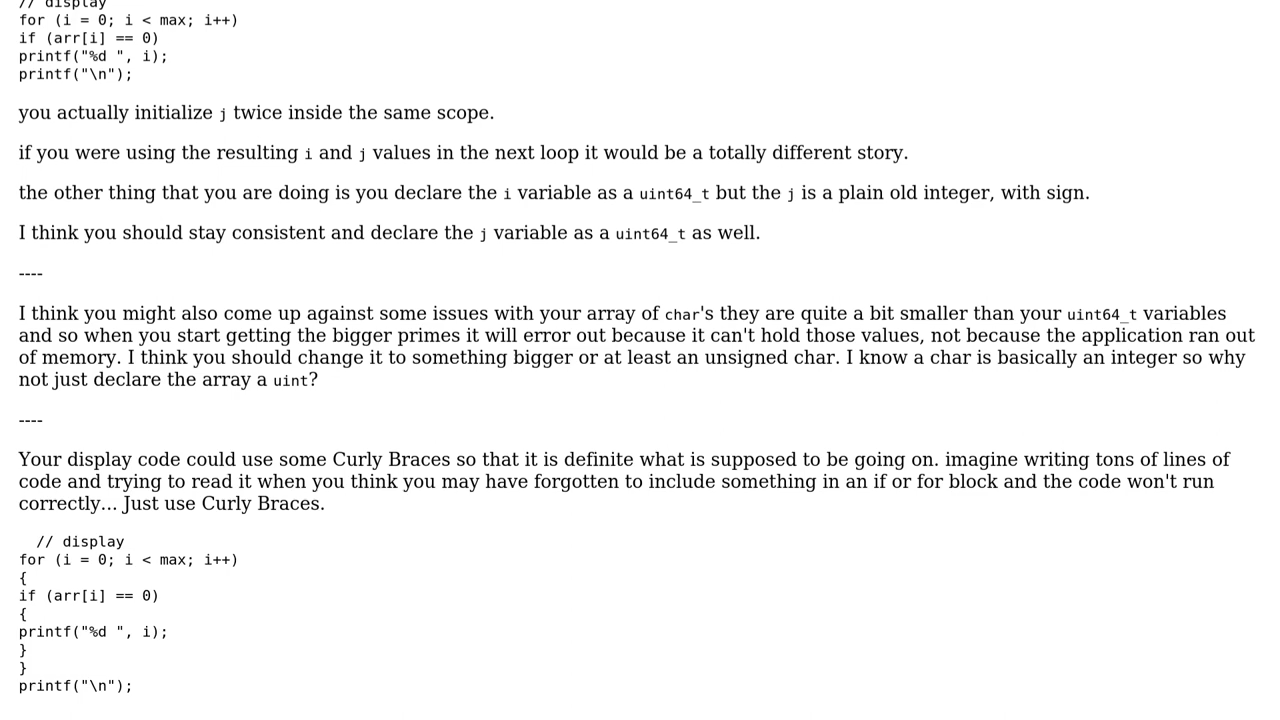 // display
for (i = 0; i < max; i++)
if (arr[i] == 0)
printf("%d ", i);
printf("\n");
you actually initialize j twice inside the same scope.
if you were using the resulting i and j values in the next loop it would be a totally different story.
the other thing that you are doing is you declare the i variable as a uint64_t but the j is a plain old integer, with sign.
I think you should stay consistent and declare the j variable as a uint64_t as well.
----
I think you might also come up against some issues with your array of char's they are quite a bit smaller than your uint64_t variables
and so when you start getting the bigger primes it will error out because it can't hold those values, not because the application ran out
of memory. I think you should change it to something bigger or at least an unsigned char. I know a char is basically an integer so why
not just declare the array a uint?
----
Your display code could use some Curly Braces so that it is definite what is supposed to be going on. imagine writing tons of lines of
code and trying to read it when you think you may have forgotten to include something in an if or for block and the code won't run
correctly... Just use Curly Braces.
// display
for (i = 0; i < max; i++)
{
if (arr[i] == 0)
{
printf("%d ", i);
}
}
printf("\n");